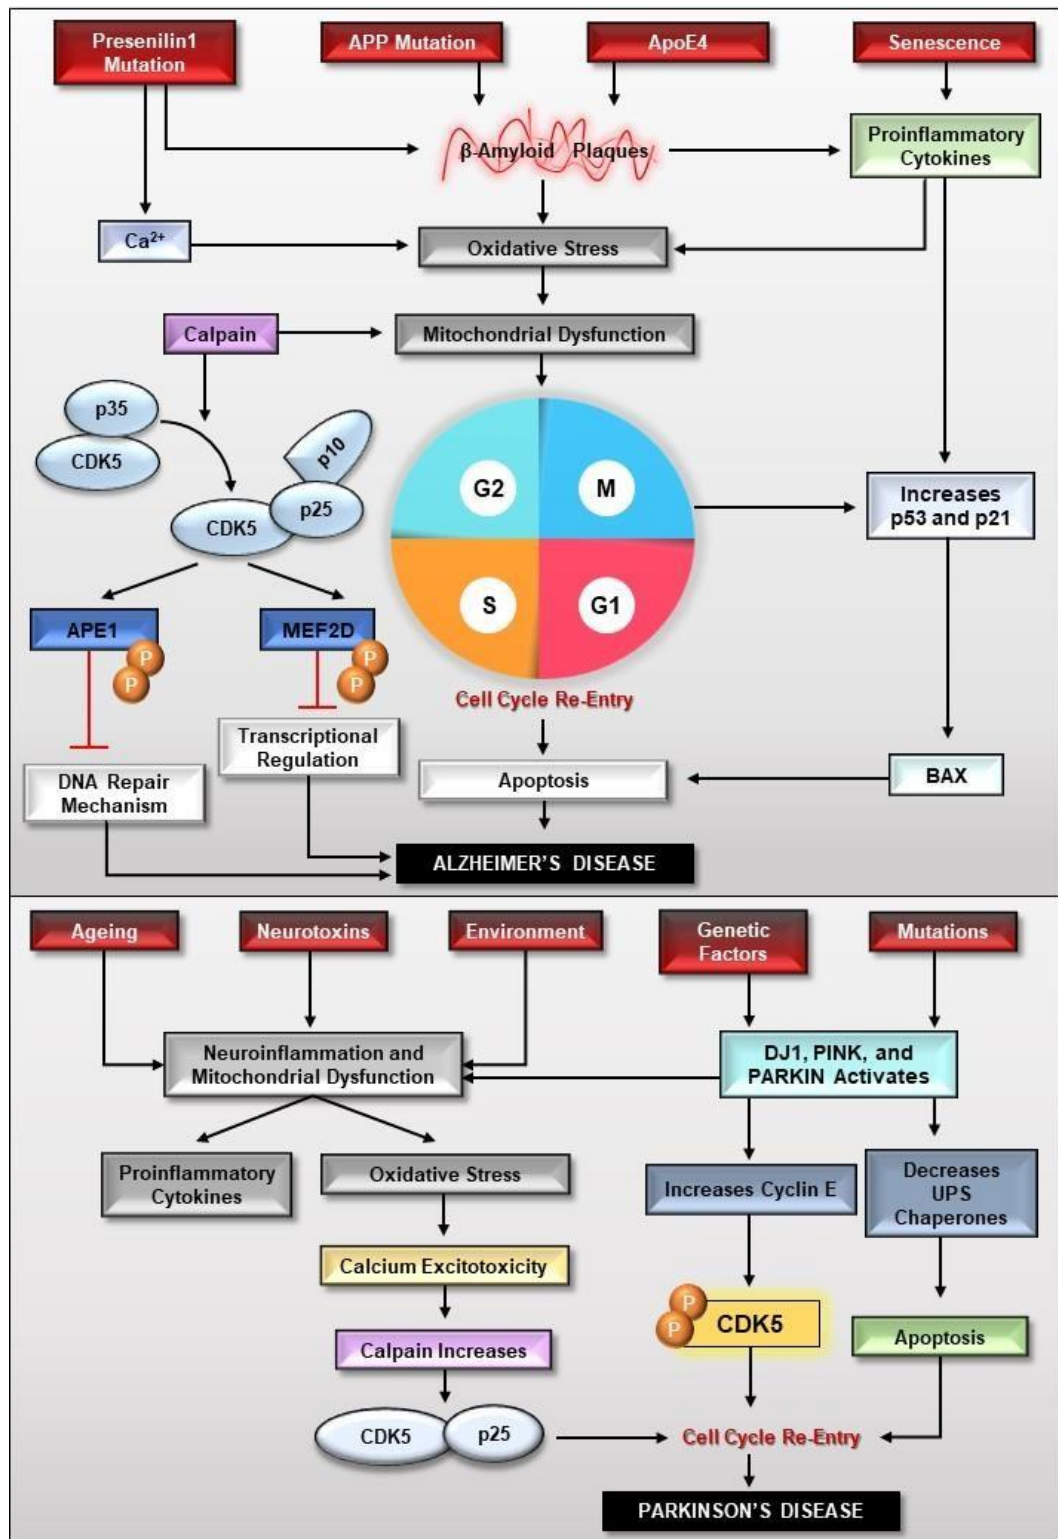 Presenilin1
Mutation
APP Mutation
ApoE4
Senescence
β-Amyloid Plaques
Proinflammatory
Cytokines
Ca²⁺
Oxidative Stress
Calpain
Mitochondrial Dysfunction
p35
CDK5
p10
p25
CDK5
G2
M
S
G1
Increases
p53 and p21
APE1
P
P
MEF2D
P
P
Cell Cycle Re-Entry
Transcriptional
Regulation
DNA Repair
Mechanism
Apoptosis
BAX
ALZHEIMER'S DISEASE
Ageing
Neurotoxins
Environment
Genetic
Factors
Mutations
Neuroinflammation and
Mitochondrial Dysfunction
DJ1, PINK, and
PARKIN Activates
Proinflammatory
Cytokines
Oxidative Stress
Increases Cyclin E
Decreases
UPS
Chaperones
Calcium Excitotoxicity
P
P
CDK5
Apoptosis
Calpain Increases
CDK5
p25
Cell Cycle Re-Entry
PARKINSON'S DISEASE